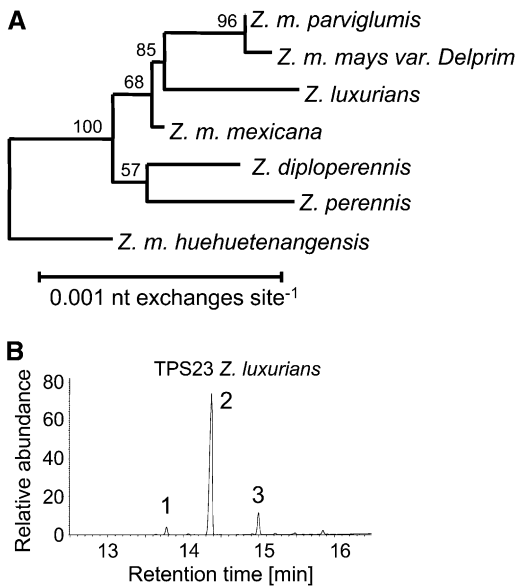 A
96
Z. m. parviglumis
85
Z. m. mays var. Delprim
68
Z. luxurians
100
Z. m. mexicana
57
Z. diploperennis
Z. perennis
Z. m. huehuetenangensis
0.001 nt exchanges site⁻¹
B
TPS23 Z. luxurians
Relative abundance
80
60
40
20
0
1
2
3
13 14 15 16
Retention time [min]